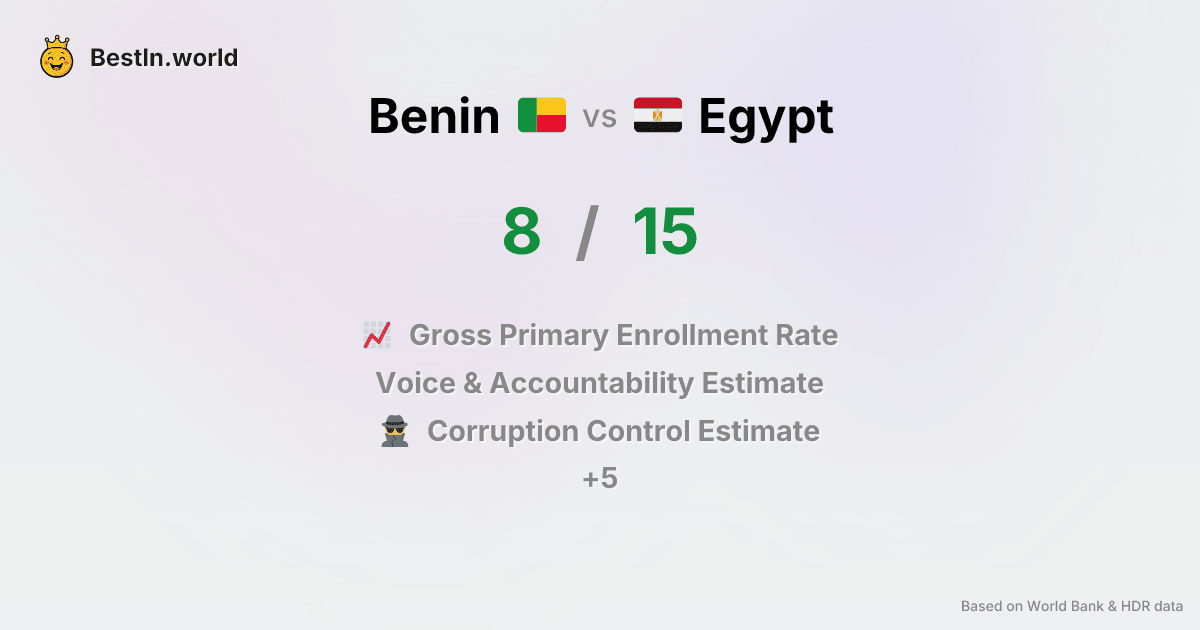 BestIn.world
Benin vs Egypt
8 / 15
Gross Primary Enrollment Rate
Voice & Accountability Estimate
Corruption Control Estimate
+5
Based on World Bank & HDR data